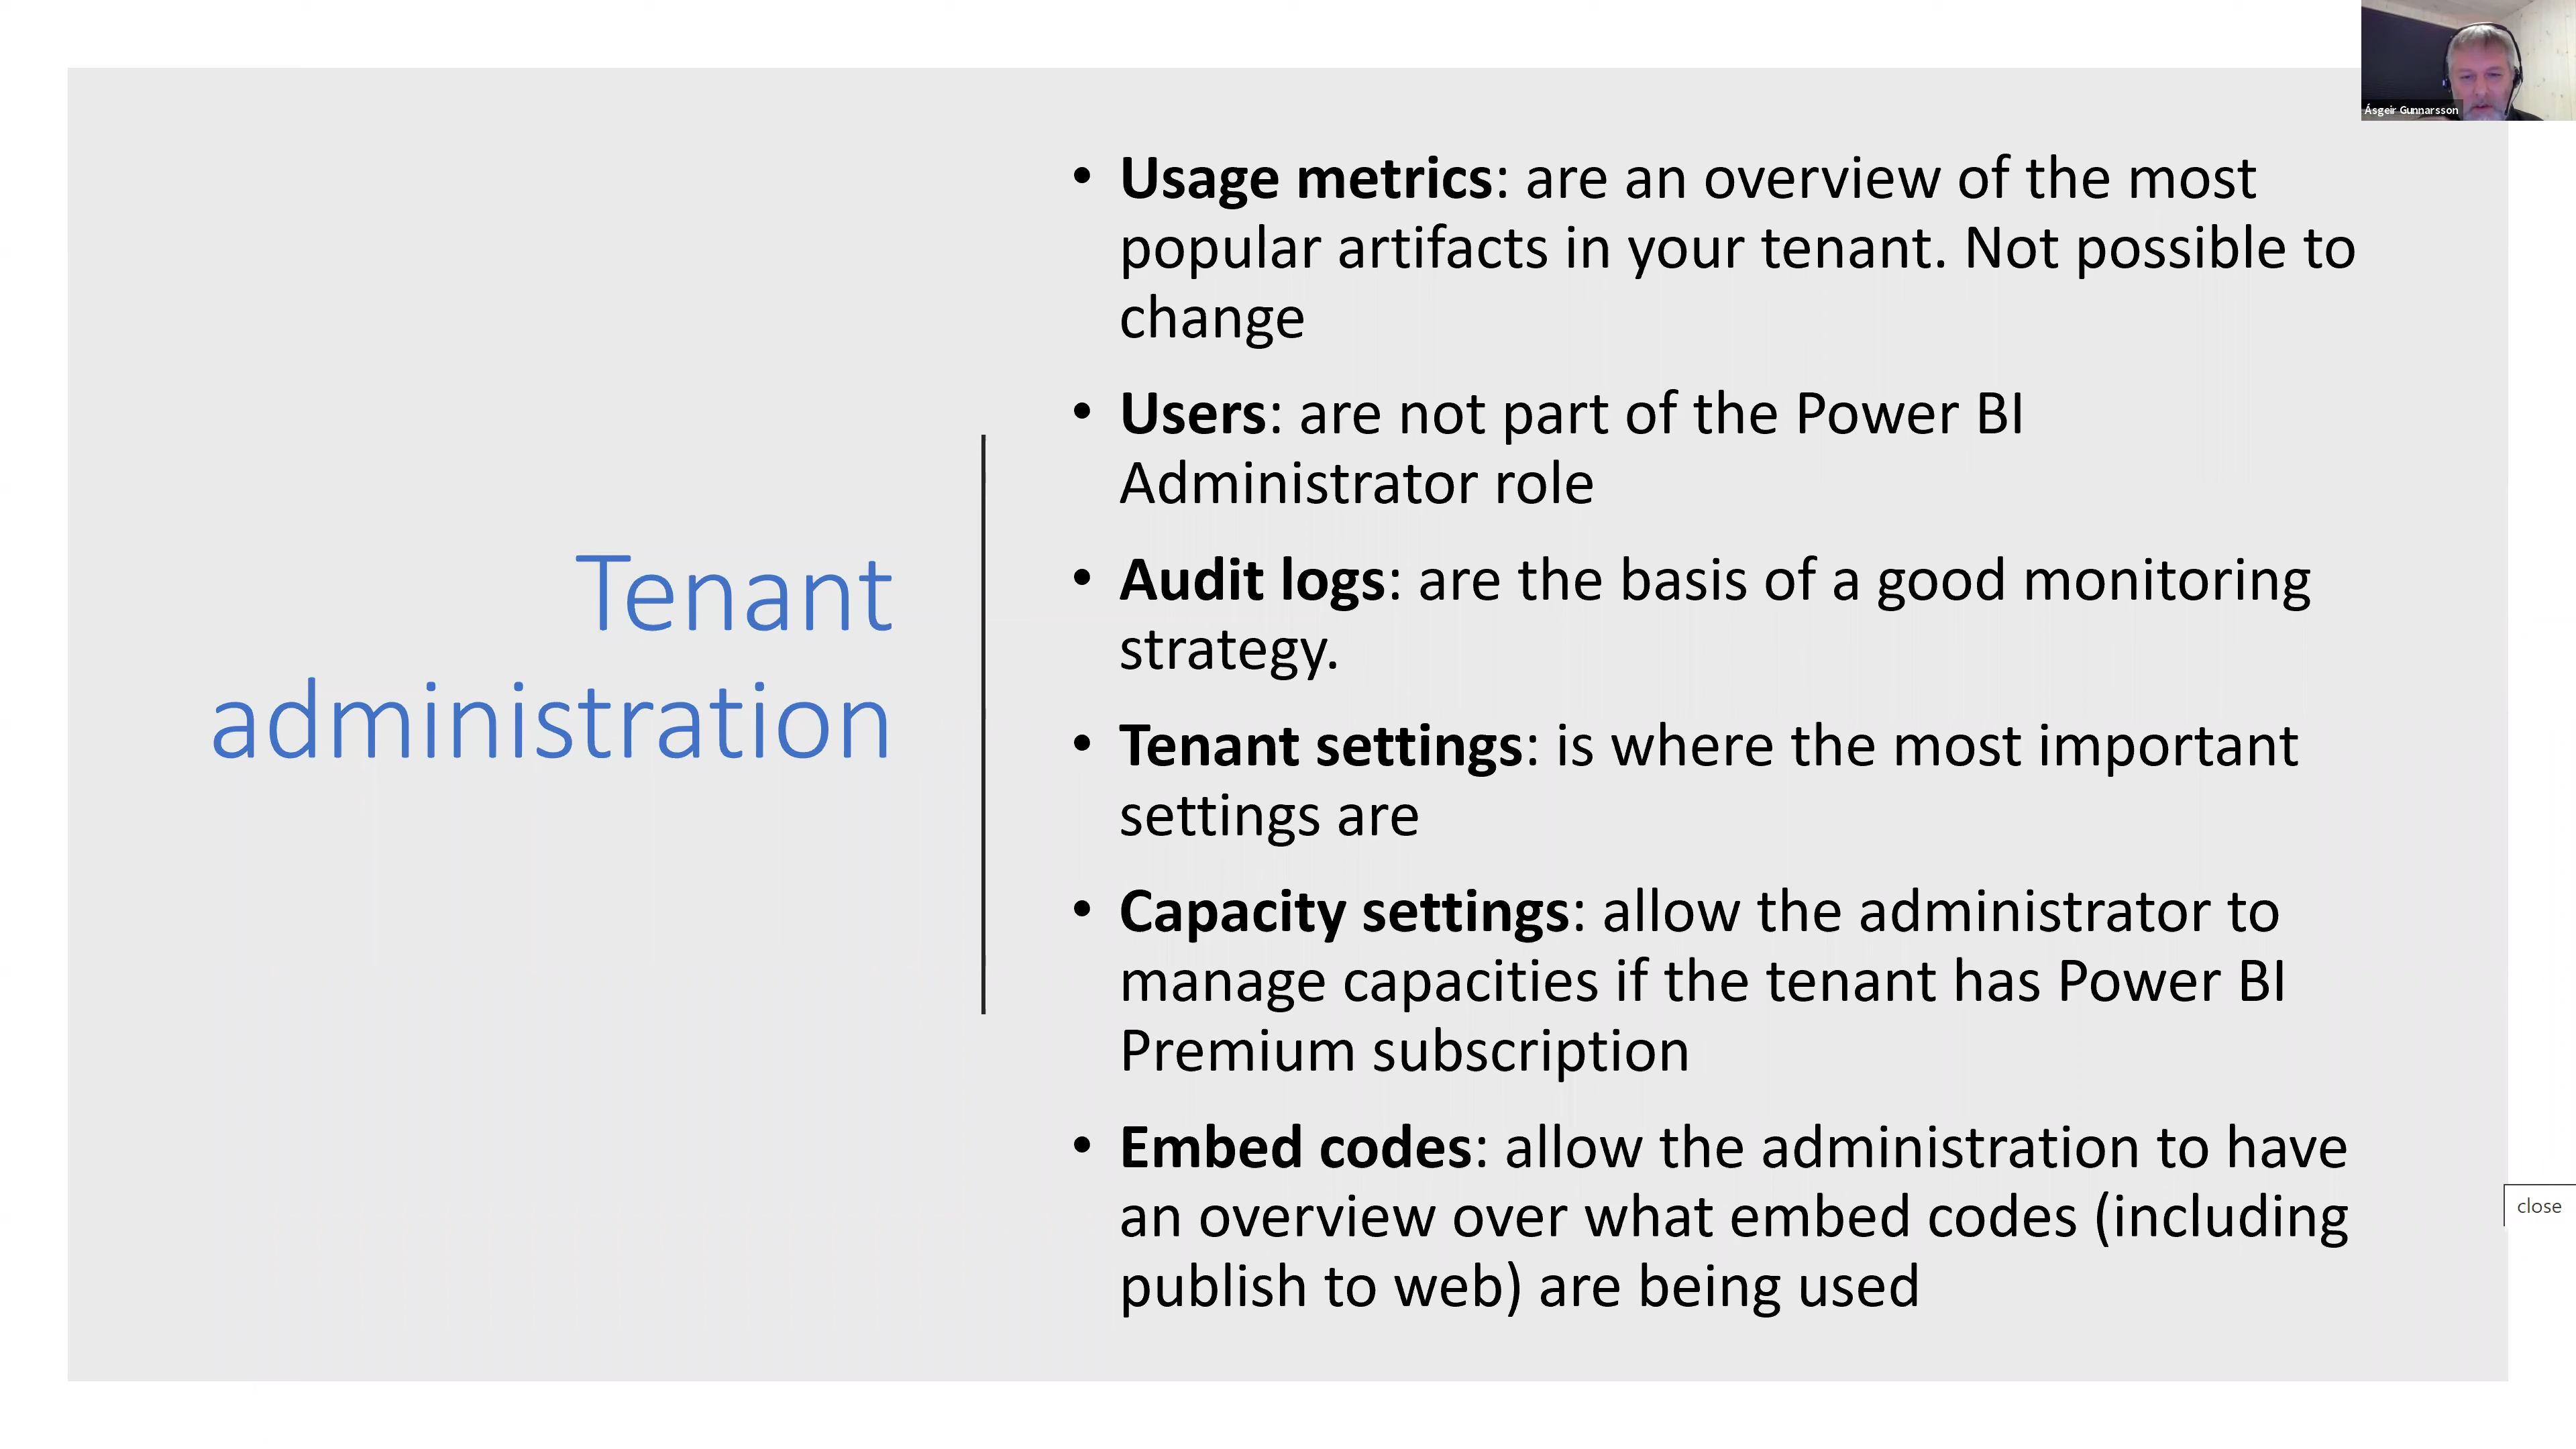 Ásgeir Gunnarsson
Tenant
administration
• Usage metrics: are an overview of the most
popular artifacts in your tenant. Not possible to
change
• Users: are not part of the Power BI
Administrator role
• Audit logs: are the basis of a good monitoring
strategy.
• Tenant settings: is where the most important
settings are
• Capacity settings: allow the administrator to
manage capacities if the tenant has Power BI
Premium subscription
• Embed codes: allow the administration to have
an overview over what embed codes (including
publish to web) are being used
close